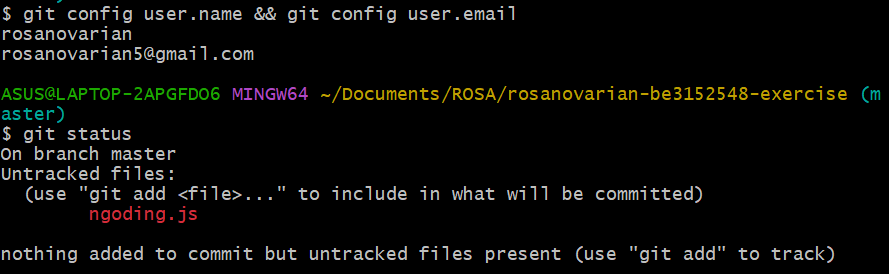 $ git config user.name && git config user.email
rosanovarian
rosanovarian5@gmail.com
ASUS@LAPTOP-2APGFDO6 MINGW64 ~/Documents/ROSA/rosanovarian-be3152548-exercise (m
aster)
$ git status
On branch master
Untracked files:
(use "git add <file>..." to include in what will be committed)
ngoding.js
nothing added to commit but untracked files present (use "git add" to track)